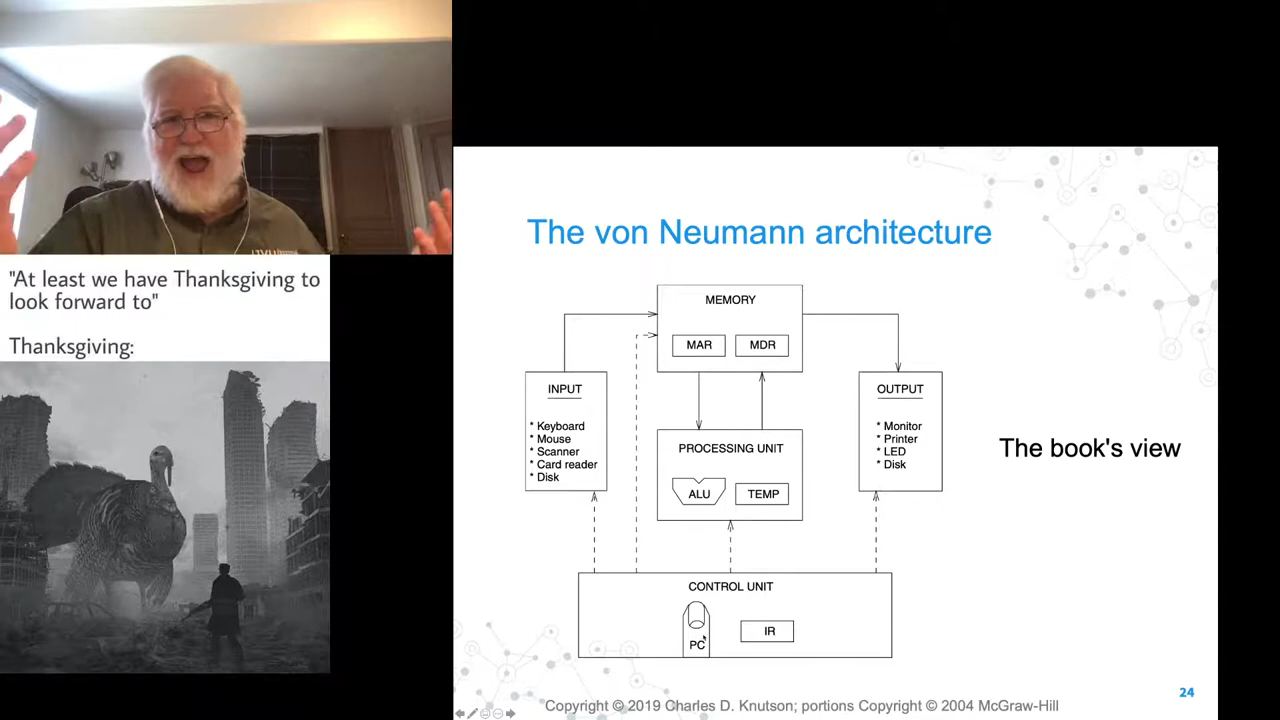 "At least we have Thanksgiving to
look forward to"
Thanksgiving:
The von Neumann architecture
MEMORY
MAR
MDR
INPUT
* Keyboard
* Mouse
* Scanner
* Card reader
* Disk
PROCESSING UNIT
ALU
TEMP
OUTPUT
* Monitor
* Printer
* LED
* Disk
The book's view
CONTROL UNIT
PC
IR
24
Copyright © 2019 Charles D. Knutson; portions Copyright © 2004 McGraw-Hill